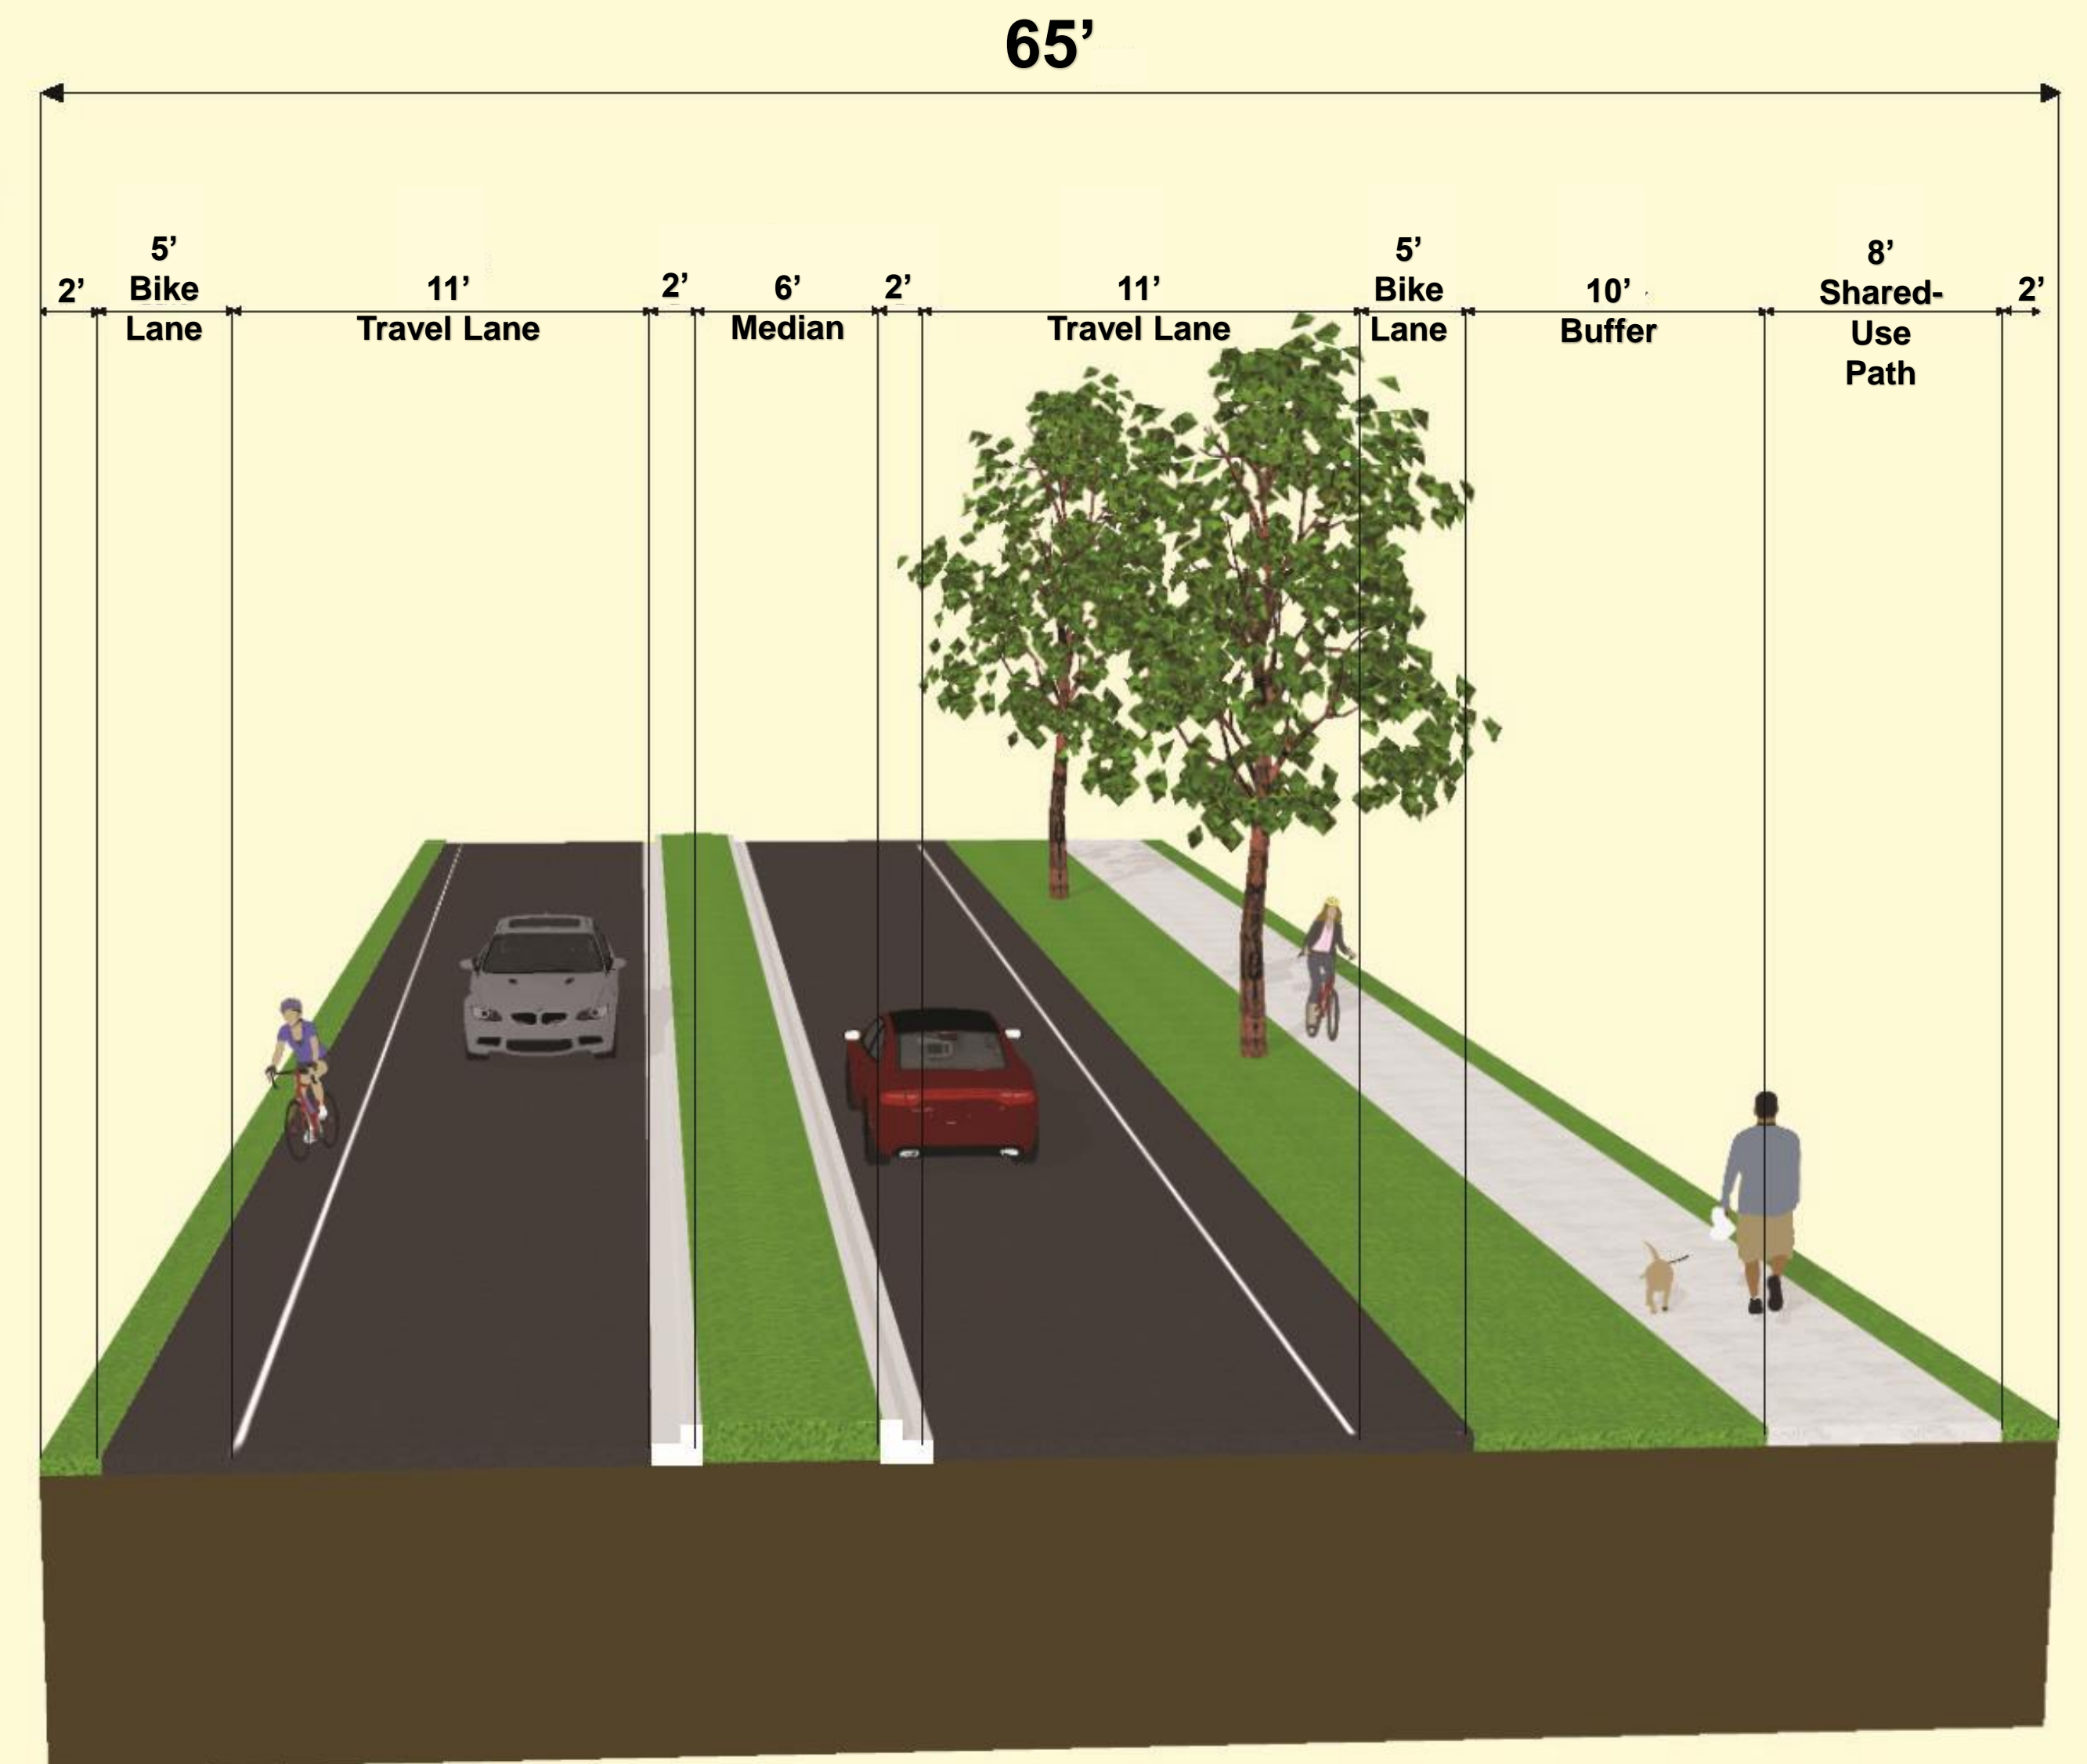 65’
2’
5’
Bike
Lane
11’
Travel Lane
2’
6’
Median
2’
11’
Travel Lane
5’
Bike
Lane
10’
Buffer
8’
Shared-
Use
Path
2’